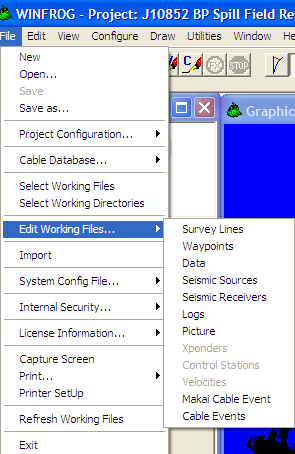 WINFROG - Project: J10852 BP Spill Field Re
File Edit View Configure Draw Utilities Window He
New
Open...
Save
Save as...
Project Configuration...
Cable Database...
Select Working Files
Select Working Directories
Edit Working Files...
Import
System Config File...
Internal Security...
License Information...
Capture Screen
Print...
Printer SetUp
Refresh Working Files
Exit
C STOP
Graphic
Survey Lines
Waypoints
Data
Seismic Sources
Seismic Receivers
Logs
Picture
Xponders
Control Stations
Velocities
Makai Cable Event
Cable Events